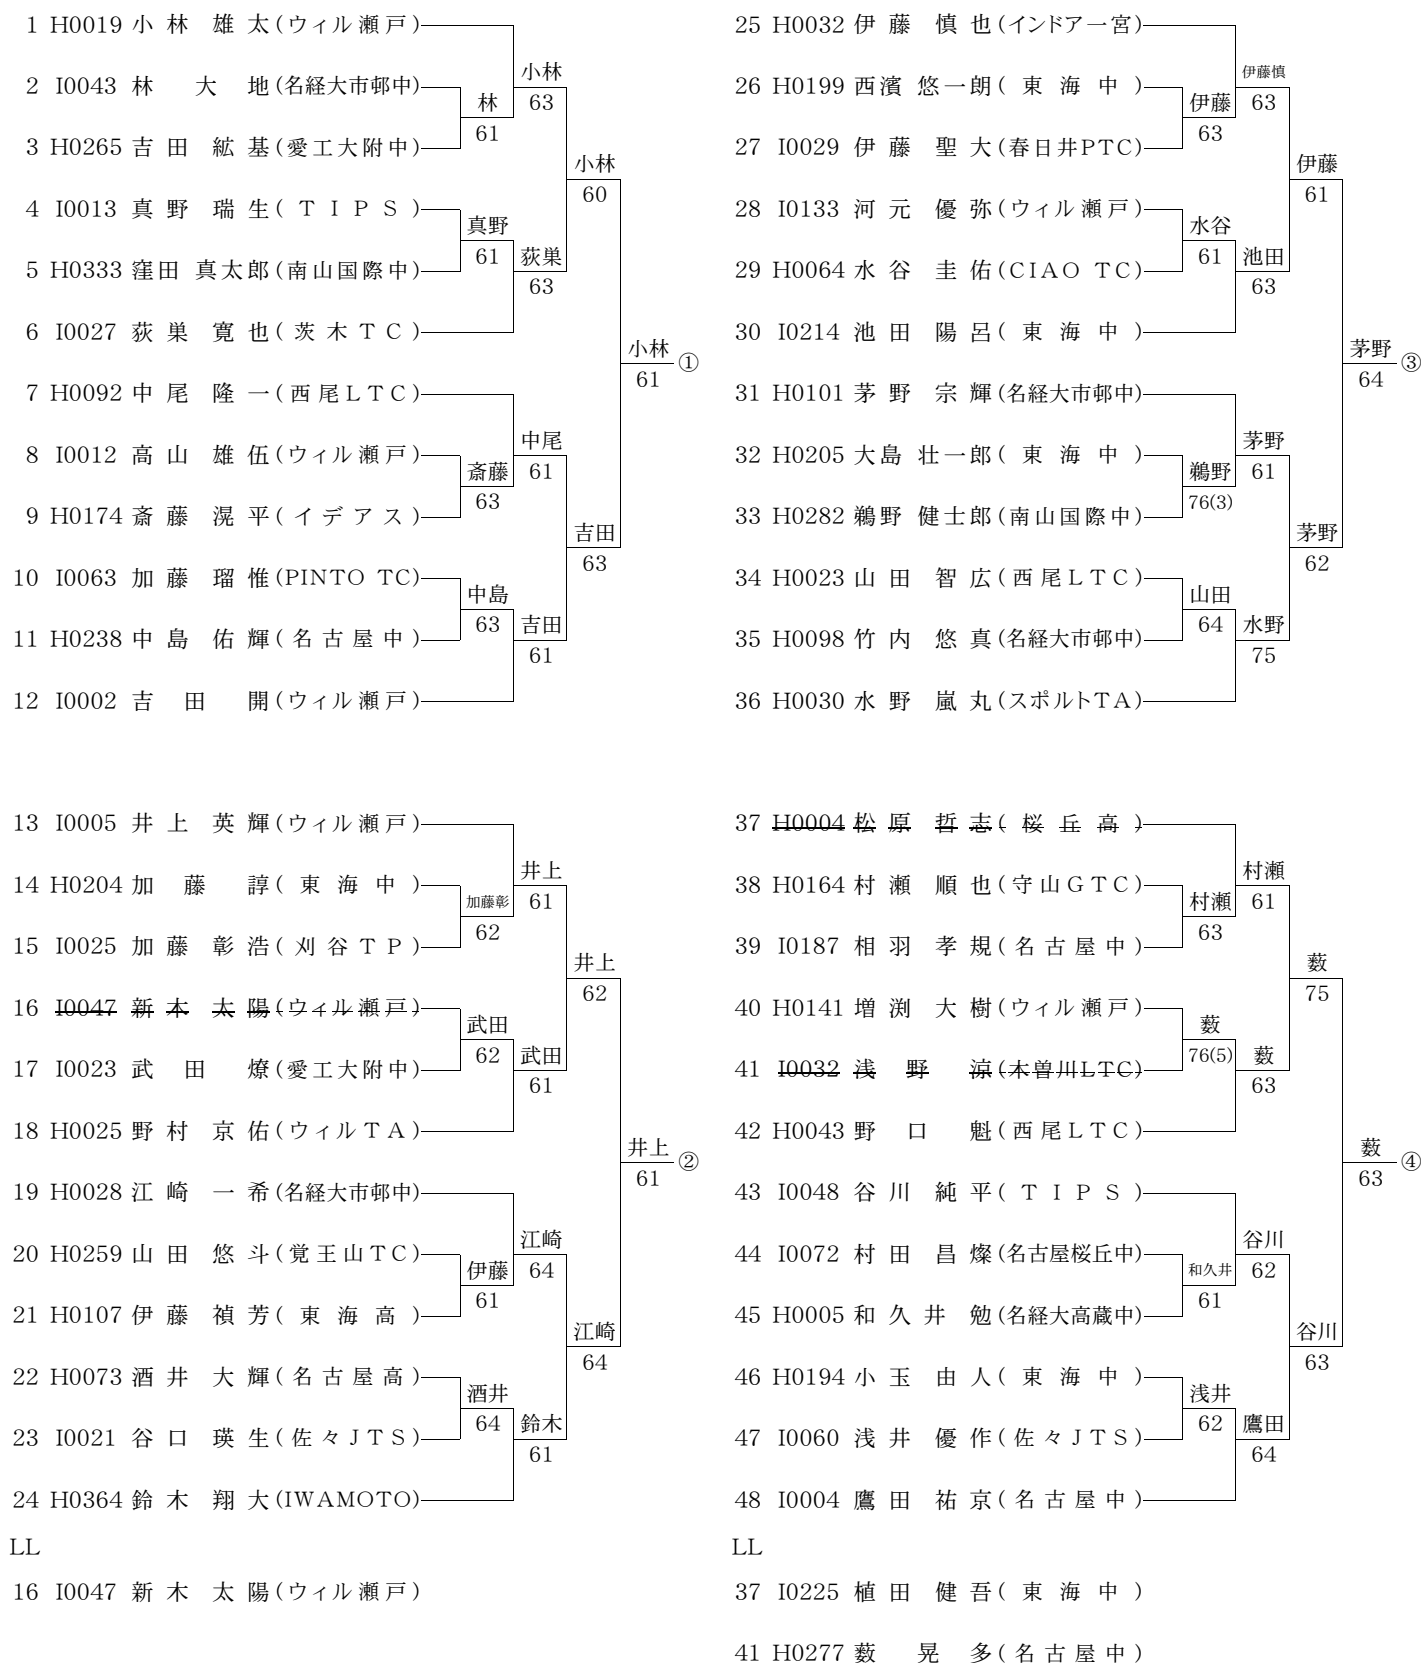 1 H0019 小林 雄太(ウィル瀬戸)
小林
2 I0043 林 大地(名経大市邨中)
林
63
61
3 H0265 吉田 紘基(愛工大附中)
小林
60
4 I0013 真野 瑞生(TIPS)
真野
61
荻巣
5 H0333 窪田 真太郎(南山国際中)
63
6 I0027 荻巣 寛也(茨木TC)
小林
①
61
7 H0092 中尾 隆一(西尾LTC)
中尾
8 I0012 高山 雄伍(ウィル瀬戸)
斎藤
61
63
9 H0174 斎藤 滉平(イデアス)
吉田
63
10 I0063 加藤 瑠惟(PINTO TC)
中島
63
吉田
11 H0238 中島 佑輝(名古屋中)
61
12 I0002 吉田 開(ウィル瀬戸)
13 I0005 井上 英輝(ウィル瀬戸)
井上
14 H0204 加藤 諄(東海中)
加藤彰
61
62
15 I0025 加藤 彰浩(刈谷TP)
井上
62
16 I0047 新木 太陽(ウィル瀬戸)
武田
62
武田
17 I0023 武田 燎(愛工大附中)
61
18 H0025 野村 京佑(ウィルTA)
井上
②
61
19 H0028 江崎 一希(名経大市邨中)
江崎
20 H0259 山田 悠斗(覚王山TC)
伊藤
64
61
21 H0107 伊藤 禎芳(東海高)
江崎
64
22 H0073 酒井 大輝(名古屋高)
酒井
64
鈴木
23 I0021 谷口 瑛生(佐々JTS)
61
24 H0364 鈴木 翔大(IWAMOTO)
LL
16 I0047 新木 太陽(ウィル瀬戸)
25 H0032 伊藤 慎也(インドア一宮)
伊藤慎
26 H0199 西濱 悠一朗(東海中)
伊藤
63
63
27 I0029 伊藤 聖大(春日井PTC)
伊藤
61
28 I0133 河元 優弥(ウィル瀬戸)
水谷
61
池田
29 H0064 水谷 圭佑(CIAO TC)
63
30 I0214 池田 陽呂(東海中)
茅野
③
64
31 H0101 茅野 宗輝(名経大市邨中)
茅野
32 H0205 大島 壮一郎(東海中)
鵜野
61
76(3)
33 H0282 鵜野 健士郎(南山国際中)
茅野
62
34 H0023 山田 智広(西尾LTC)
山田
64
水野
35 H0098 竹内 悠真(名経大市邨中)
75
36 H0030 水野 嵐丸(スポルトTA)
37 H0004 松原 哲志(桜丘高)
村瀬
38 H0164 村瀬 順也(守山GTC)
村瀬
61
63
39 I0187 相羽 孝規(名古屋中)
薮
75
40 H0141 増渕 大樹(ウィル瀬戸)
薮
76(5)
薮
41 I0032 浅野 涼(木曽川LTC)
63
42 H0043 野口 魁(西尾LTC)
薮
④
63
43 I0048 谷川 純平(TIPS)
谷川
44 I0072 村田 昌燦(名古屋桜丘中)
和久井
62
61
45 H0005 和久井 勉(名経大高蔵中)
谷川
63
46 H0194 小玉 由人(東海中)
浅井
62
鷹田
47 I0060 浅井 優作(佐々JTS)
64
48 I0004 鷹田 祐京(名古屋中)
LL
37 I0225 植田 健吾(東海中)
41 H0277 薮 晃多(名古屋中)